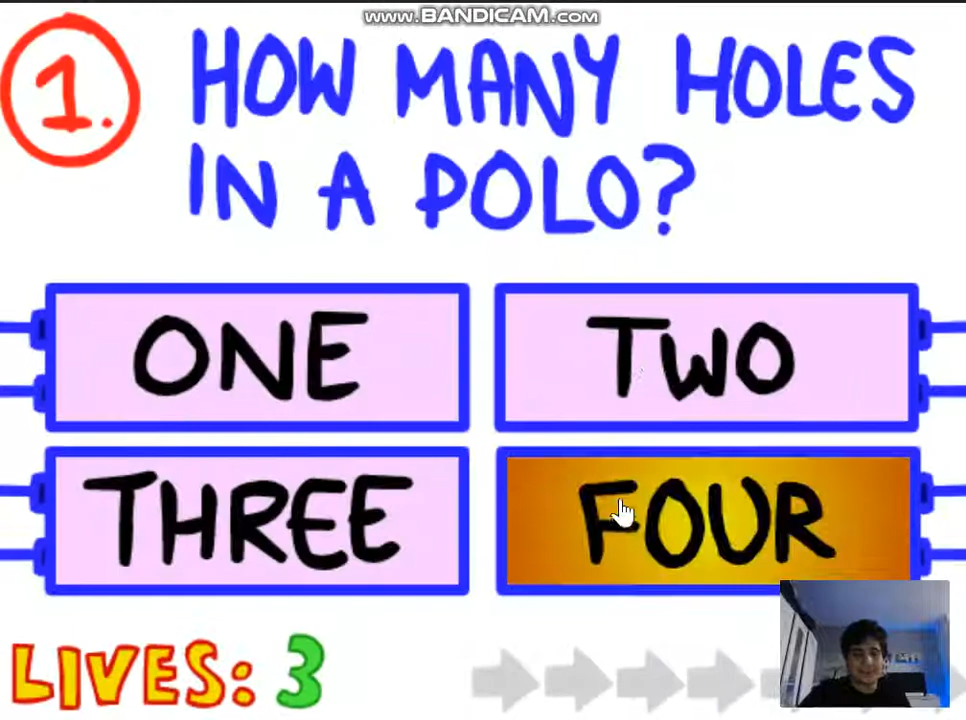 www.BANDICAM.com
1. HOW MANY HOLES
IN A POLO?
ONE
TWO
THREE
FOUR
LIVES: 3